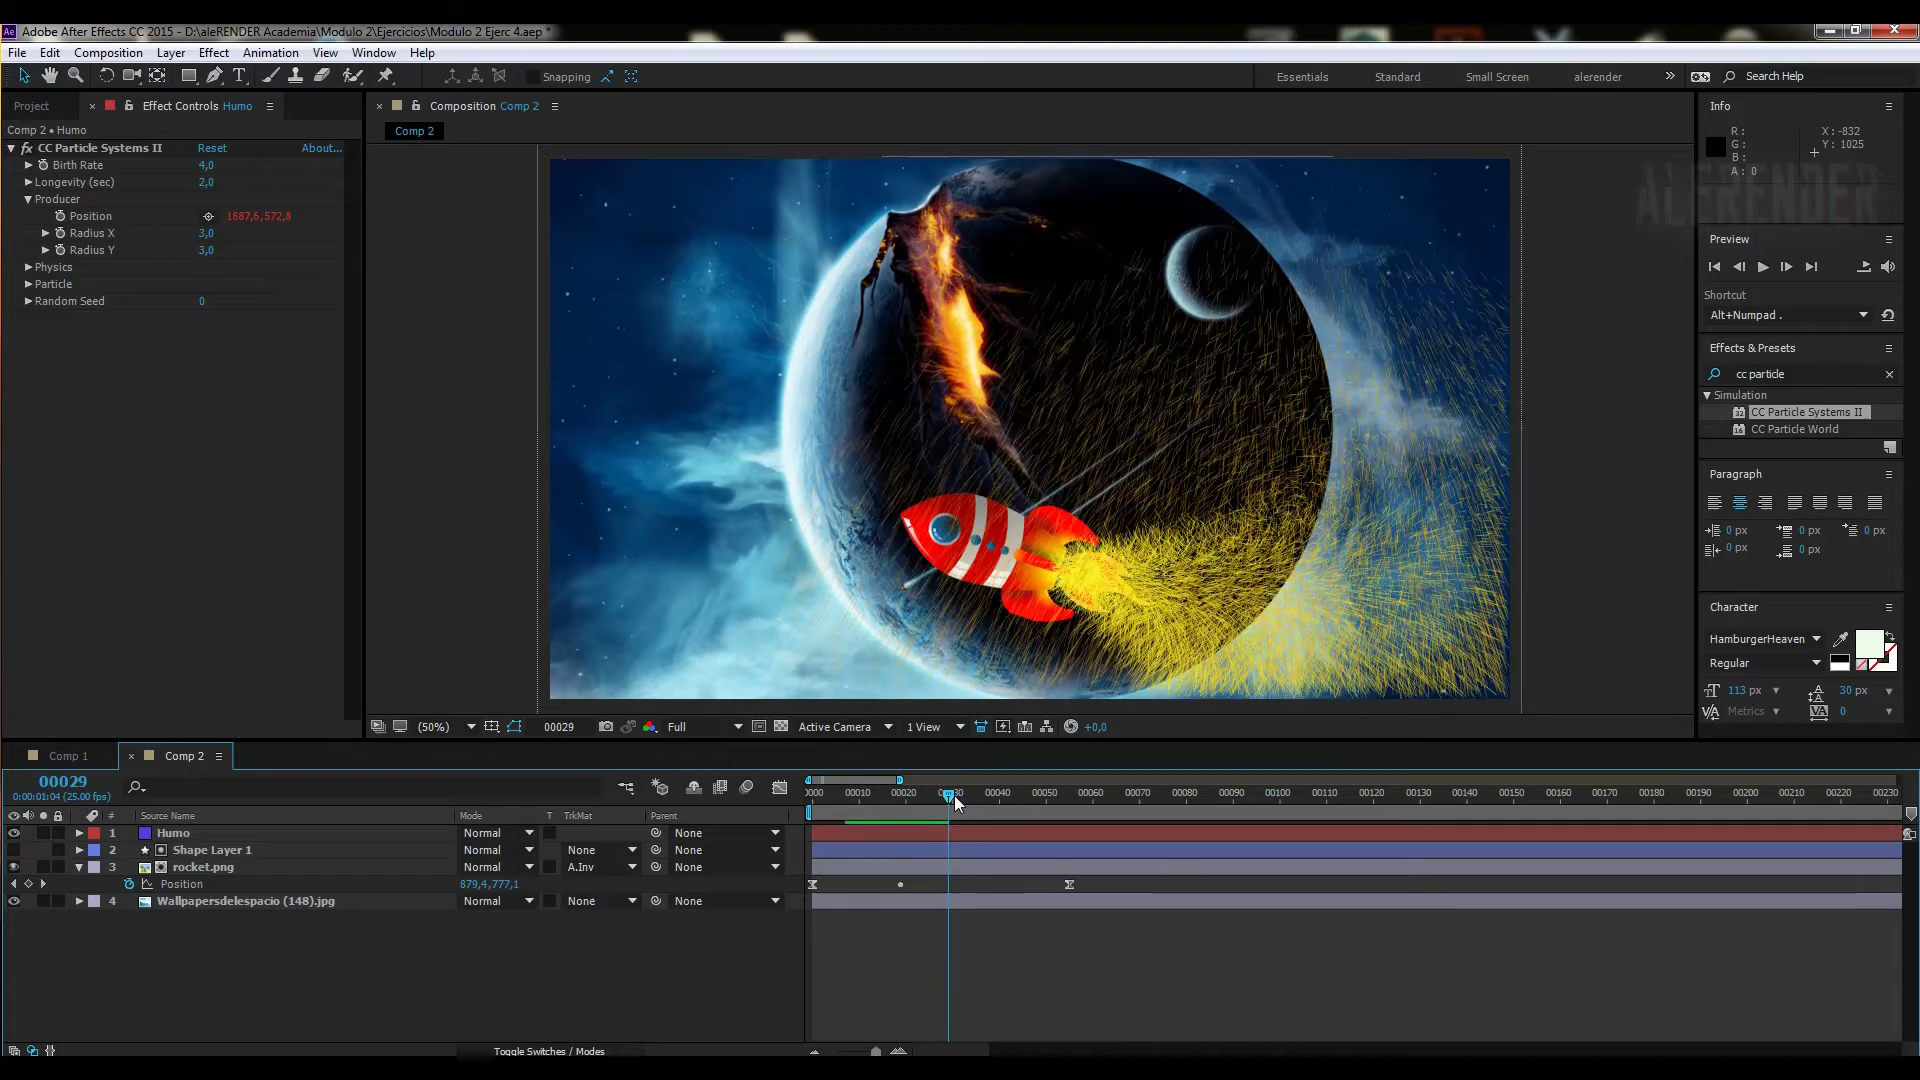 Adobe After Effects CC 2015 - D:\aleRENDER Academia\Modulo 2\Ejercicios\Modulo 2 Ejerc 4.aep *
File Edit Composition Layer Effect Animation View Window Help
Snapping
Essentials Standard Small Screen alerender Search Help
Project Effect Controls Humo
Composition Comp 2
Info
Comp 2 • Humo
Comp 2
R: X: -832
G: Y: 1025
B:
A: 0
fx CC Particle Systems II Reset About...
Birth Rate 4,0
Longevity (sec) 2,0
Producer
Position 1687,6,572,8
Radius X 3,0
Radius Y 3,0
Physics
Particle
Random Seed 0
ALERENDER
Preview
Shortcut
Alt+Numpad .
Effects & Presets
cc particle
Simulation
CC Particle Systems II
CC Particle World
Paragraph
0 px 0 px 0 px
0 px 0 px
Character
HamburgerHeaven
Regular
113 px 30 px
Metrics 0
(50%) 00029 Full Active Camera 1 View +0,0
Comp 1 Comp 2
00029
0:00:01:04 (25.00 fps)
0000 00010 00020 00030 00040 00050 00060 00070 00080 00090 00100 00110 00120 00130 00140 00150 00160 00170 00180 00190 00200 00210 00220 00230
# Source Name Mode T TrkMat Parent
1 Humo Normal None
2 Shape Layer 1 Normal None None
3 rocket.png Normal A.Inv None
Position 879,4,777,1
4 Wallpapersdelespacio (148).jpg Normal None None
Toggle Switches / Modes